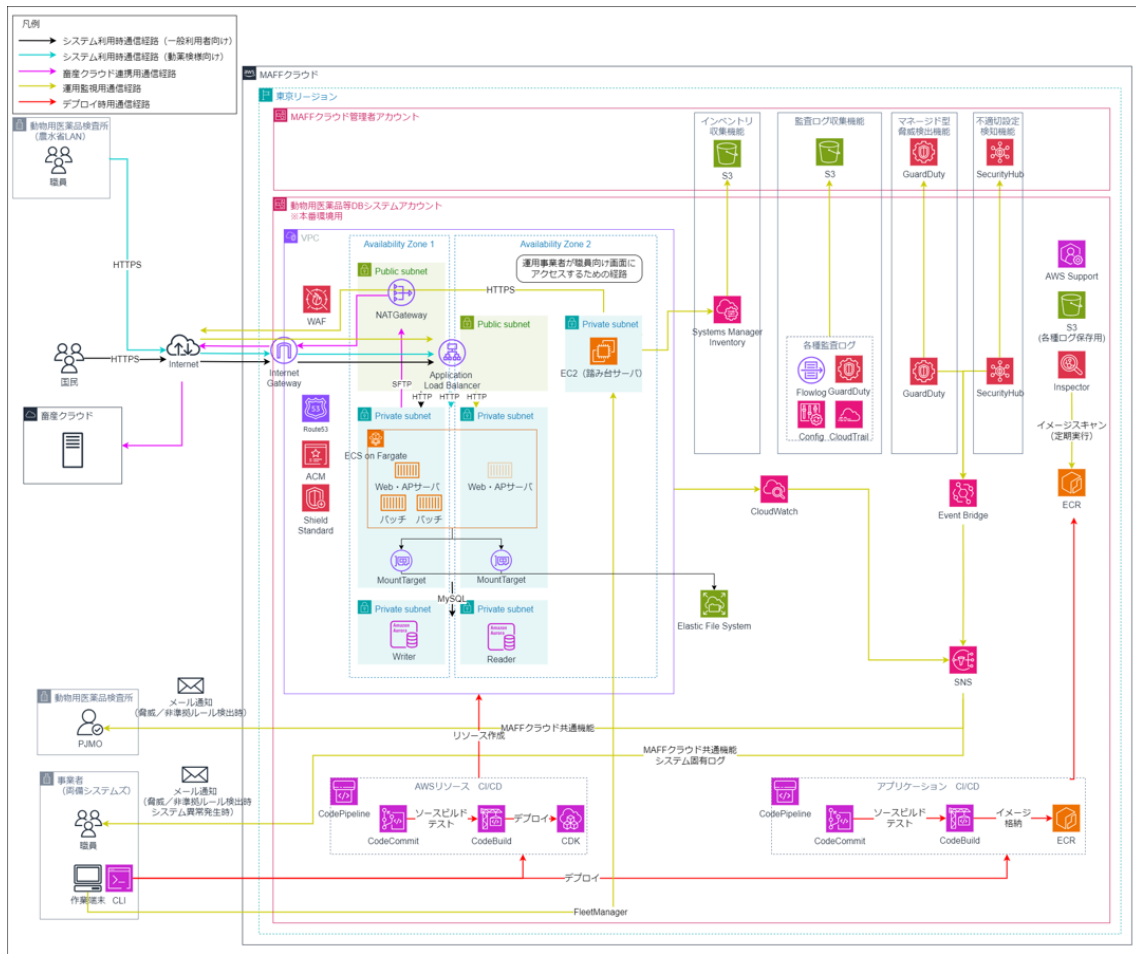 凡例
システム利用時通信経路（一般利用者向け）
システム利用時通信経路（動薬検様向け）
畜産クラウド連携用通信経路
運用監視用通信経路
デプロイ時用通信経路
aws
MAFFクラウド
東京リージョン
MAFFクラウド管理者アカウント
インベントリ
収集機能
S3
監査ログ収集機能
S3
マネージド型
脅威検出機能
GuardDuty
不適切設定
検知機能
SecurityHub
動物用医薬品検査所
（農水省LAN）
職員
HTTPS
動物用医薬品等DBシステムアカウント
※本番環境用
VPC
Availability Zone 1
Availability Zone 2
運用事業者が職員向け画面に
アクセスするための経路
HTTPS
Public subnet
NATGateway
WAF
Public subnet
Private subnet
EC2（踏み台サーバ）
Systems Manager
Inventory
各種監査ログ
Flowlog
GuardDuty
Config
CloudTrail
GuardDuty
SecurityHub
AWS Support
S3
(各種ログ保存用)
Inspector
イメージスキャン
（定期実行）
ECR
国民
HTTPS
Internet
Internet
Gateway
Application
Load Balancer
SFTP
HTTP
HTTP
HTTP
畜産クラウド
53
Route53
ACM
Shield
Standard
Private subnet
Private subnet
ECS on Fargate
Web・APサーバ
Web・APサーバ
バッチ
バッチ
MountTarget
MountTarget
MySQL
CloudWatch
Event Bridge
Elastic File System
Private subnet
Amazon
Aurora
Writer
Private subnet
Amazon
Aurora
Reader
SNS
動物用医薬品検査所
PJMO
メール通知
（脅威／非準拠ルール検出時）
MAFFクラウド共通機能
リソース作成
MAFFクラウド共通機能
システム固有ログ
事業者
（両備システムズ）
職員
メール通知
（脅威/非準拠ルール検出時
システム異常発生時）
AWSリソース CI/CD
CodePipeline
CodeCommit
ソースビルド
テスト
CodeBuild
デプロイ
CDK
アプリケーション CI/CD
CodePipeline
CodeCommit
ソースビルド
テスト
CodeBuild
イメージ
格納
ECR
作業端末
CLI
デプロイ
FleetManager